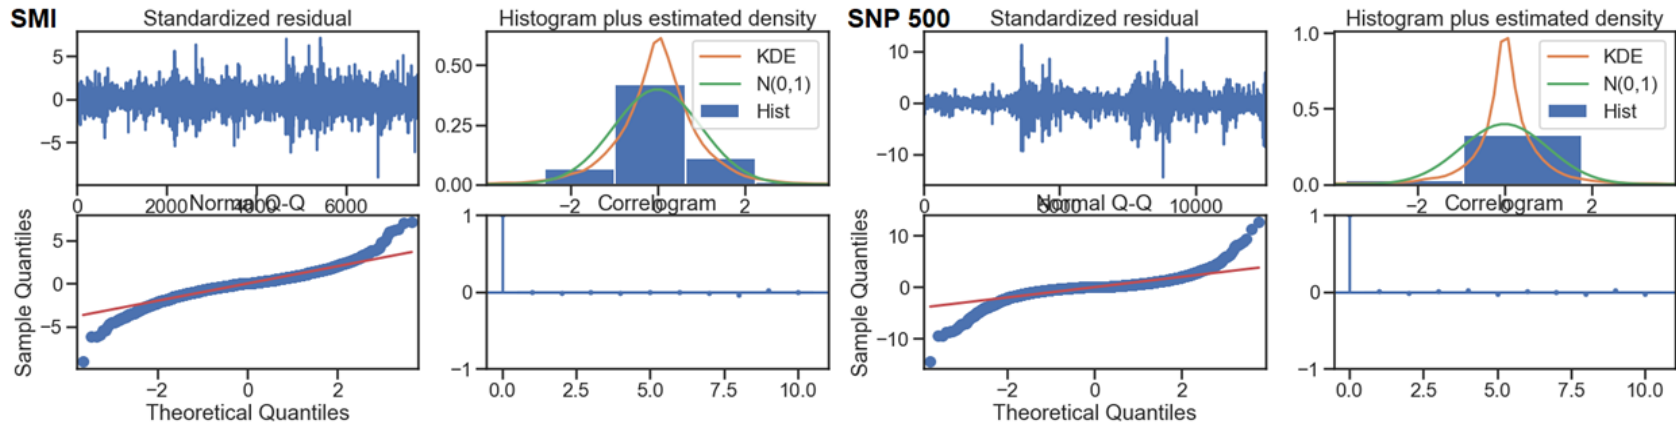 SMI
Standardized residual
5
0
−5
0
2000
4000
6000
Histogram plus estimated density
0.50
0.25
0.00
KDE
N(0,1)
Hist
−2
0
2
Normal Q-Q
Sample Quantiles
5
0
−5
−2
0
2
Theoretical Quantiles
Correlogram
1
0
−1
0.0
2.5
5.0
7.5
10.0
SNP 500
Standardized residual
10
0
−10
0
5000
10000
Histogram plus estimated density
1.0
0.5
0.0
KDE
N(0,1)
Hist
−2
0
2
Normal Q-Q
Sample Quantiles
10
0
−10
−2
0
2
Theoretical Quantiles
Correlogram
1
0
−1
0.0
2.5
5.0
7.5
10.0